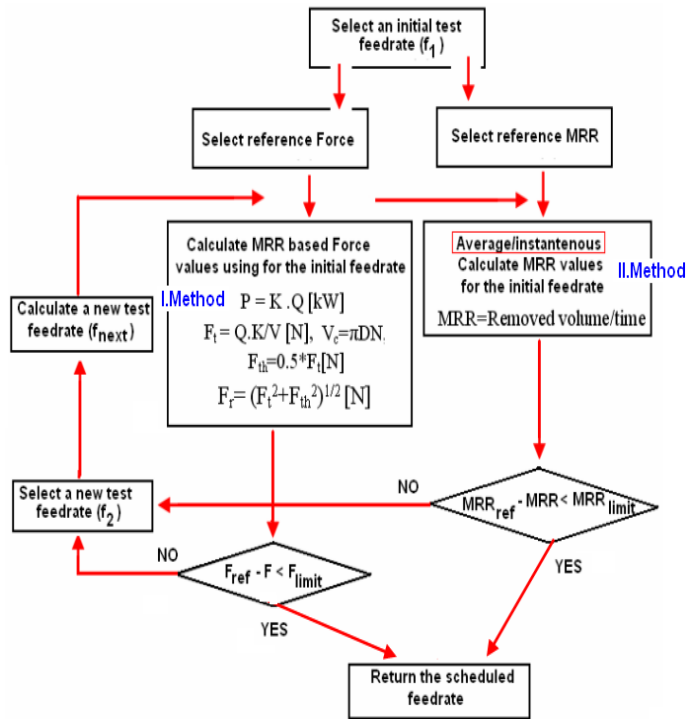 Select an initial test
feedrate (f1)
Select reference Force
Select reference MRR
Calculate MRR based Force
values using for the initial feedrate
I.Method
P = K .Q [kW]
Ft = Q.K/V [N], Vc=πDN,
Fth=0.5*Ft[N]
Fr= (Ft²+Fth²)^1/2 [N]
Average/instantenous
II.Method
Calculate MRR values
for the initial feedrate
MRR=Removed volume/time
Calculate a new test
feedrate (fnext)
Select a new test
feedrate (f2)
NO
MRRref - MRR< MRRlimit
YES
NO
Fref - F < Flimit
YES
Return the scheduled
feedrate